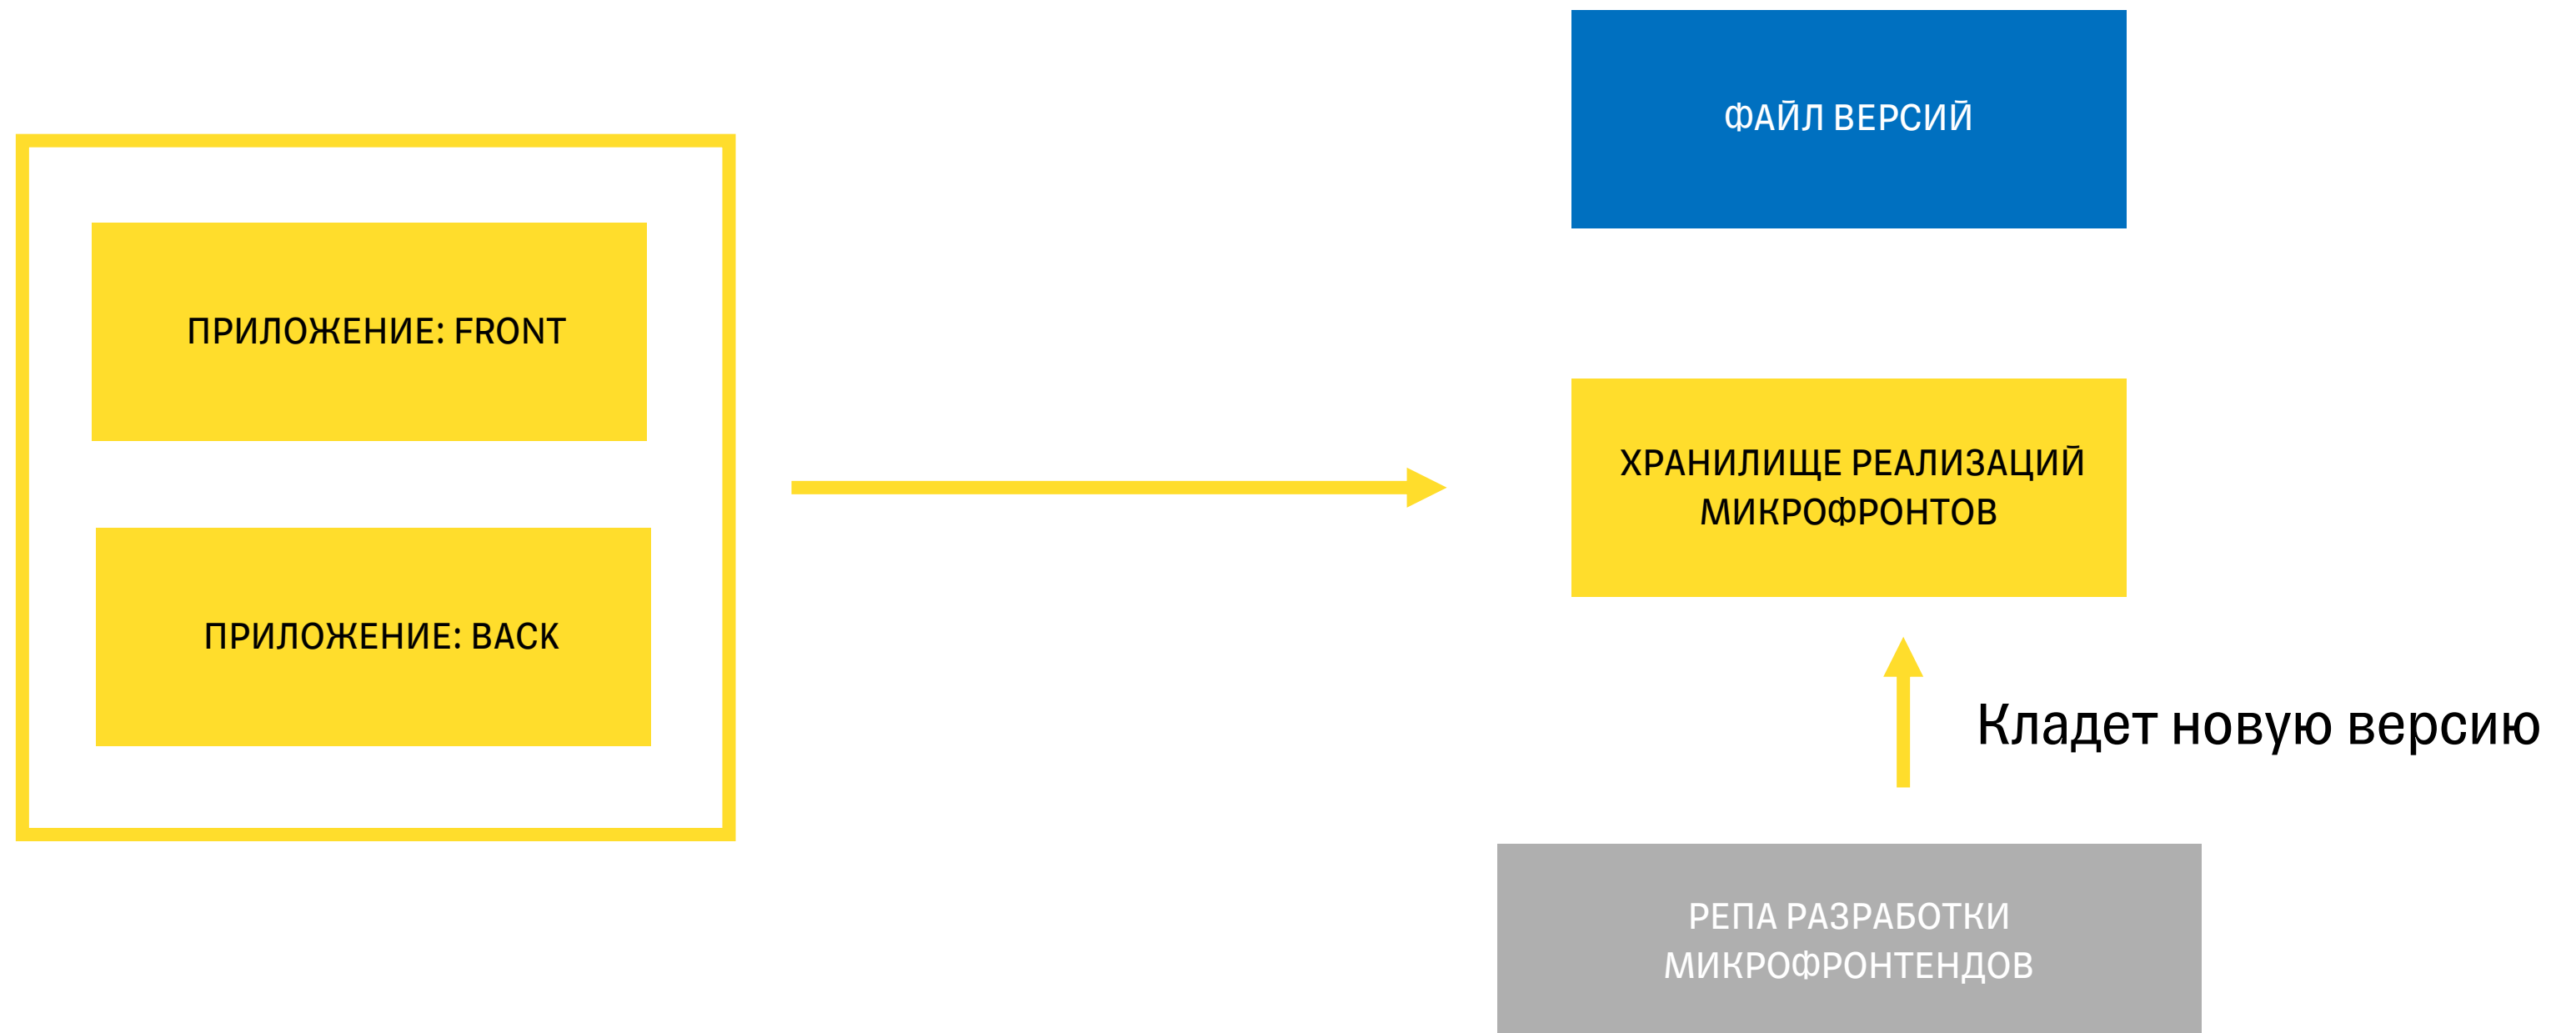 ФАЙЛ ВЕРСИЙ
ПРИЛОЖЕНИЕ: FRONT
ХРАНИЛИЩЕ РЕАЛИЗАЦИЙ
МИКРОФРОНТОВ
ПРИЛОЖЕНИЕ: BACK
Кладет новую версию
РЕПА РАЗРАБОТКИ
МИКРОФРОНТЕНДОВ